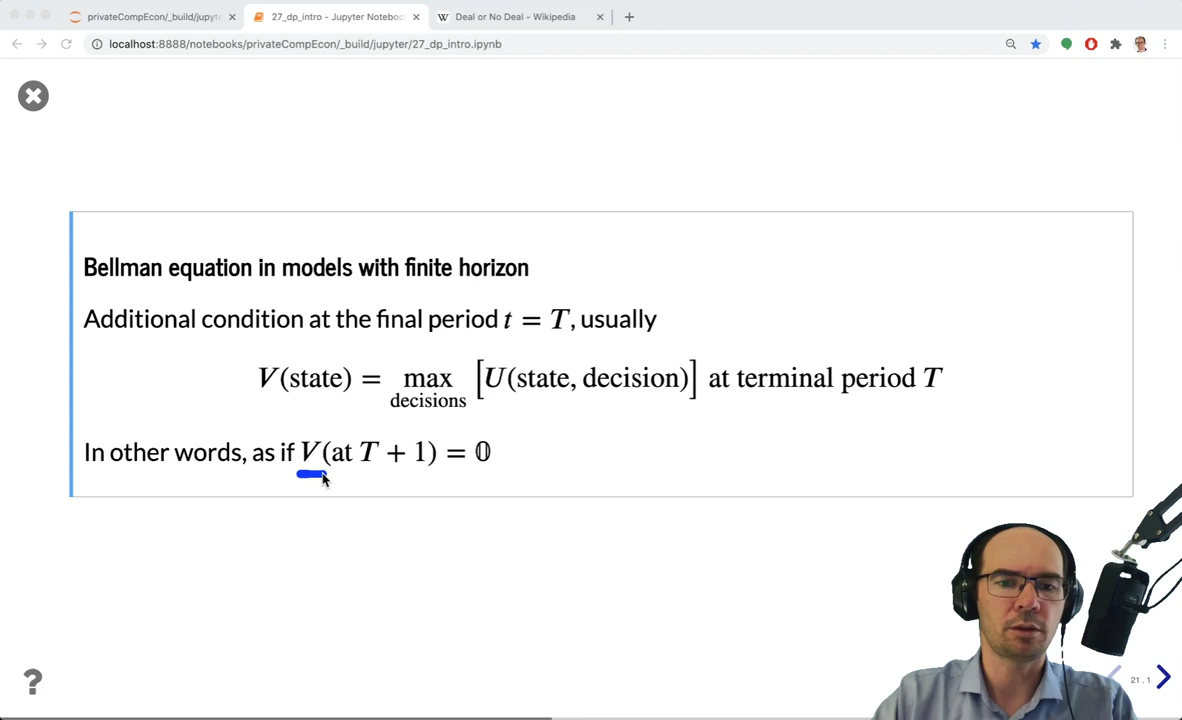 privateCompEcon/_build/jupyte
27_dp_intro - Jupyter Noteboo
W Deal or No Deal - Wikipedia
localhost:8888/notebooks/privateCompEcon/_build/jupyter/27_dp_intro.ipynb
Bellman equation in models with finite horizon
Additional condition at the final period t = T, usually
V(state) = max [U(state, decision)] at terminal period T
decisions
In other words, as if V(at T + 1) = 𝟘
?
21 . 1